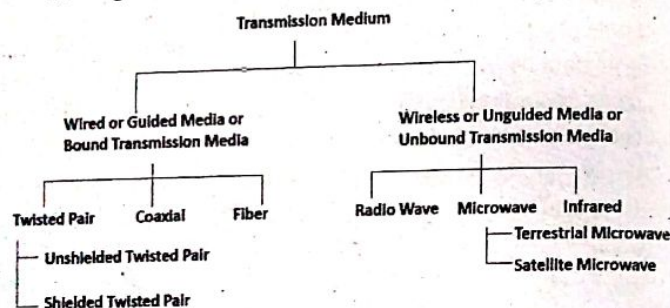 Transmission Medium
Wired or Guided Media or
Bound Transmission Media
Wireless or Unguided Media or
Unbound Transmission Media
Twisted Pair
Coaxial
Fiber
Radio Wave
Microwave
Infrared
Unshielded Twisted Pair
Shielded Twisted Pair
Terrestrial Microwave
Satellite Microwave